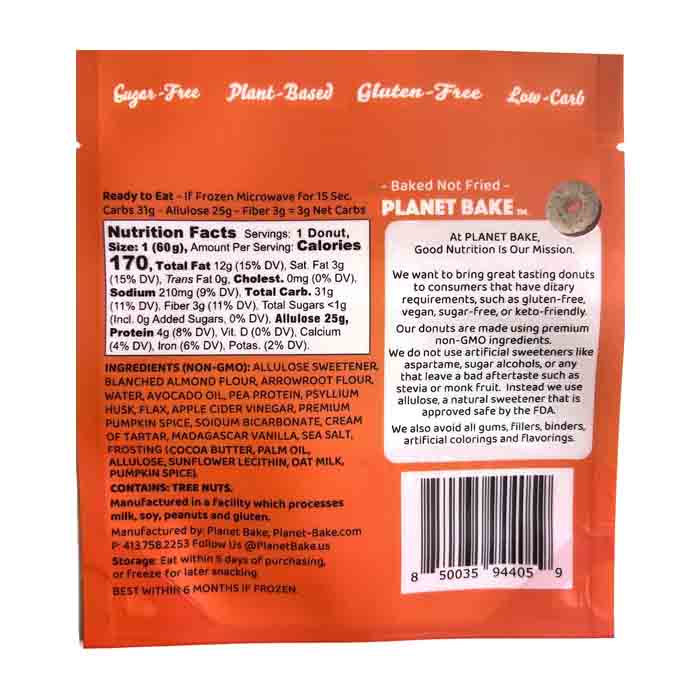 Sugar-Free Plant-Based Gluten-Free Low-Carb
Ready to Eat - If Frozen Microwave for 15 Sec.
Carbs 31g - Allulose 25g - Fiber 3g = 3g Net Carbs
Nutrition Facts Servings: 1 Donut,
Size: 1 (60g), Amount Per Serving: Calories
170, Total Fat 12g (15% DV), Sat. Fat 3g
(15% DV), Trans Fat 0g, Cholest. 0mg (0% DV),
Sodium 210mg (9% DV), Total Carb. 31g
(11% DV), Fiber 3g (11% DV), Total Sugars <1g
(Incl. 0g Added Sugars, 0% DV), Allulose 25g,
Protein 4g (8% DV), Vit. D (0% DV), Calcium
(4% DV), Iron (6% DV), Potas. (2% DV).
INGREDIENTS (NON-GMO): ALLULOSE SWEETENER,
BLANCHED ALMOND FLOUR, ARROWROOT FLOUR,
WATER, AVOCADO OIL, PEA PROTEIN, PSYLLIUM
HUSK, FLAX, APPLE CIDER VINEGAR, PREMIUM
PUMPKIN SPICE, SODIUM BICARBONATE, CREAM
OF TARTAR, MADAGASCAR VANILLA, SEA SALT,
FROSTING (COCOA BUTTER, PALM OIL,
ALLULOSE, SUNFLOWER LECITHIN, OAT MILK,
PUMPKIN SPICE).
CONTAINS: TREE NUTS.
Manufactured in a facility which processes
milk, soy, peanuts and gluten.
Manufactured by: Planet Bake, Planet-Bake.com
P: 413.758.2253 Follow Us @PlanetBake.us
Storage: Eat within 5 days of purchasing,
or freeze for later snacking.
BEST WITHIN 6 MONTHS IF FROZEN.
- Baked Not Fried -
PLANET BAKE TM.
At PLANET BAKE,
Good Nutrition Is Our Mission.
We want to bring great tasting donuts
to consumers that have ditary
requirements, such as gluten-free,
vegan, sugar-free, or keto-friendly.
Our donuts are made using premium
non-GMO ingredients.
We do not use artificial sweeteners like
aspartame, sugar alcohols, or any
that leave a bad aftertaste such as
stevia or monk fruit. Instead we use
allulose, a natural sweetener that is
approved safe by the FDA.
We also avoid all gums, fillers, binders,
artificial colorings and flavorings.
8 50035 94405 9